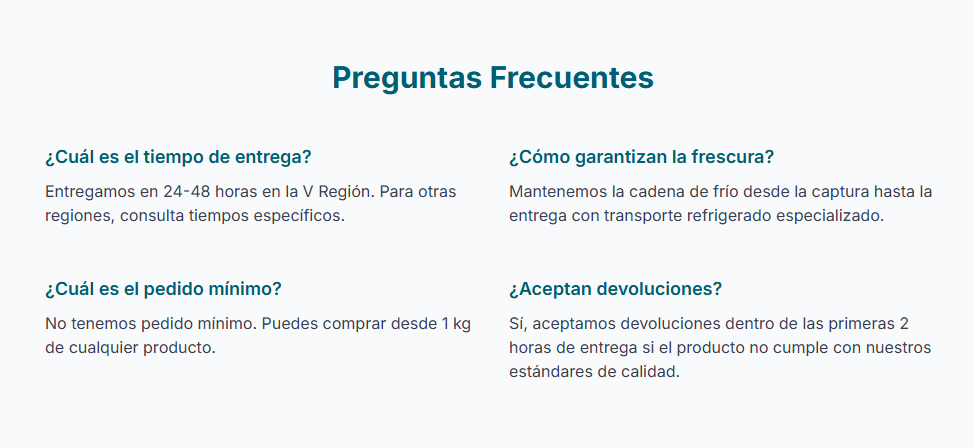 Preguntas Frecuentes
¿Cuál es el tiempo de entrega?
Entregamos en 24-48 horas en la V Región. Para otras
regiones, consulta tiempos específicos.
¿Cómo garantizan la frescura?
Mantenemos la cadena de frío desde la captura hasta la
entrega con transporte refrigerado especializado.
¿Cuál es el pedido mínimo?
No tenemos pedido mínimo. Puedes comprar desde 1 kg
de cualquier producto.
¿Aceptan devoluciones?
Sí, aceptamos devoluciones dentro de las primeras 2
horas de entrega si el producto no cumple con nuestros
estándares de calidad.